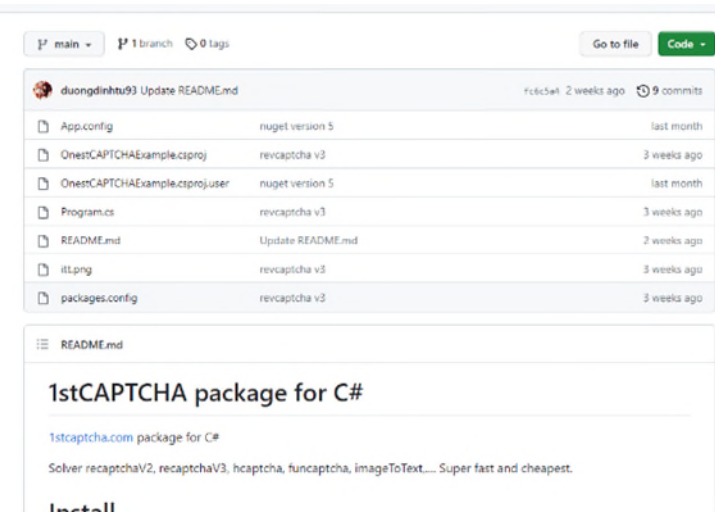 main 1 branch 0 tags Go to file Code
duongdinhtu93 Update README.md fc6c5a4 2 weeks ago 9 commits
App.config nuget version 5 last month
OnestCAPTCHAExample.csproj revcaptcha v3 3 weeks ago
OnestCAPTCHAExample.csproj.user nuget version 5 last month
Program.cs revcaptcha v3 3 weeks ago
README.md Update README.md 2 weeks ago
itt.png revcaptcha v3 3 weeks ago
packages.config revcaptcha v3 3 weeks ago
README.md
1stCAPTCHA package for C#
1stcaptcha.com package for C#
Solver recaptchaV2, recaptchaV3, hcaptcha, funcaptcha, imageToText,... Super fast and cheapest.
Install